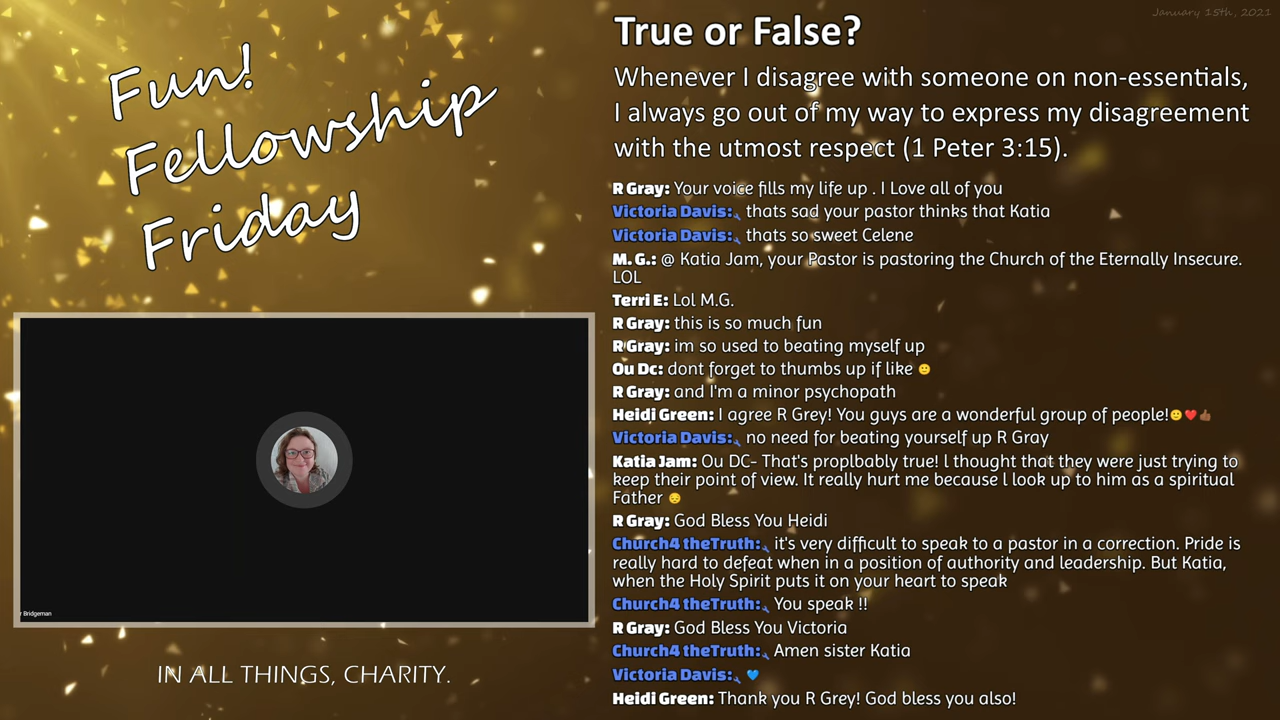 Fun!
Fellowship
Friday
r Bridgeman
IN ALL THINGS, CHARITY.
January 15th, 2021
True or False?
Whenever I disagree with someone on non-essentials,
I always go out of my way to express my disagreement
with the utmost respect (1 Peter 3:15).
R Gray: Your voice fills my life up . I Love all of you
Victoria Davis: thats sad your pastor thinks that Katia
Victoria Davis: thats so sweet Celene
M. G.: @ Katia Jam, your Pastor is pastoring the Church of the Eternally Insecure.
LOL
Terri E: Lol M.G.
R Gray: this is so much fun
R Gray: im so used to beating myself up
Ou Dc: dont forget to thumbs up if like 🙂
R Gray: and I'm a minor psychopath
Heidi Green: I agree R Grey! You guys are a wonderful group of people!🙂❤️👍🏾
Victoria Davis: no need for beating yourself up R Gray
Katia Jam: Ou DC- That's proplbably true! l thought that they were just trying to
keep their point of view. It really hurt me because l look up to him as a spiritual
Father 😞
R Gray: God Bless You Heidi
Church4 theTruth: it's very difficult to speak to a pastor in a correction. Pride is
really hard to defeat when in a position of authority and leadership. But Katia,
when the Holy Spirit puts it on your heart to speak
Church4 theTruth: You speak !!
R Gray: God Bless You Victoria
Church4 theTruth: Amen sister Katia
Victoria Davis: 💙
Heidi Green: Thank you R Grey! God bless you also!